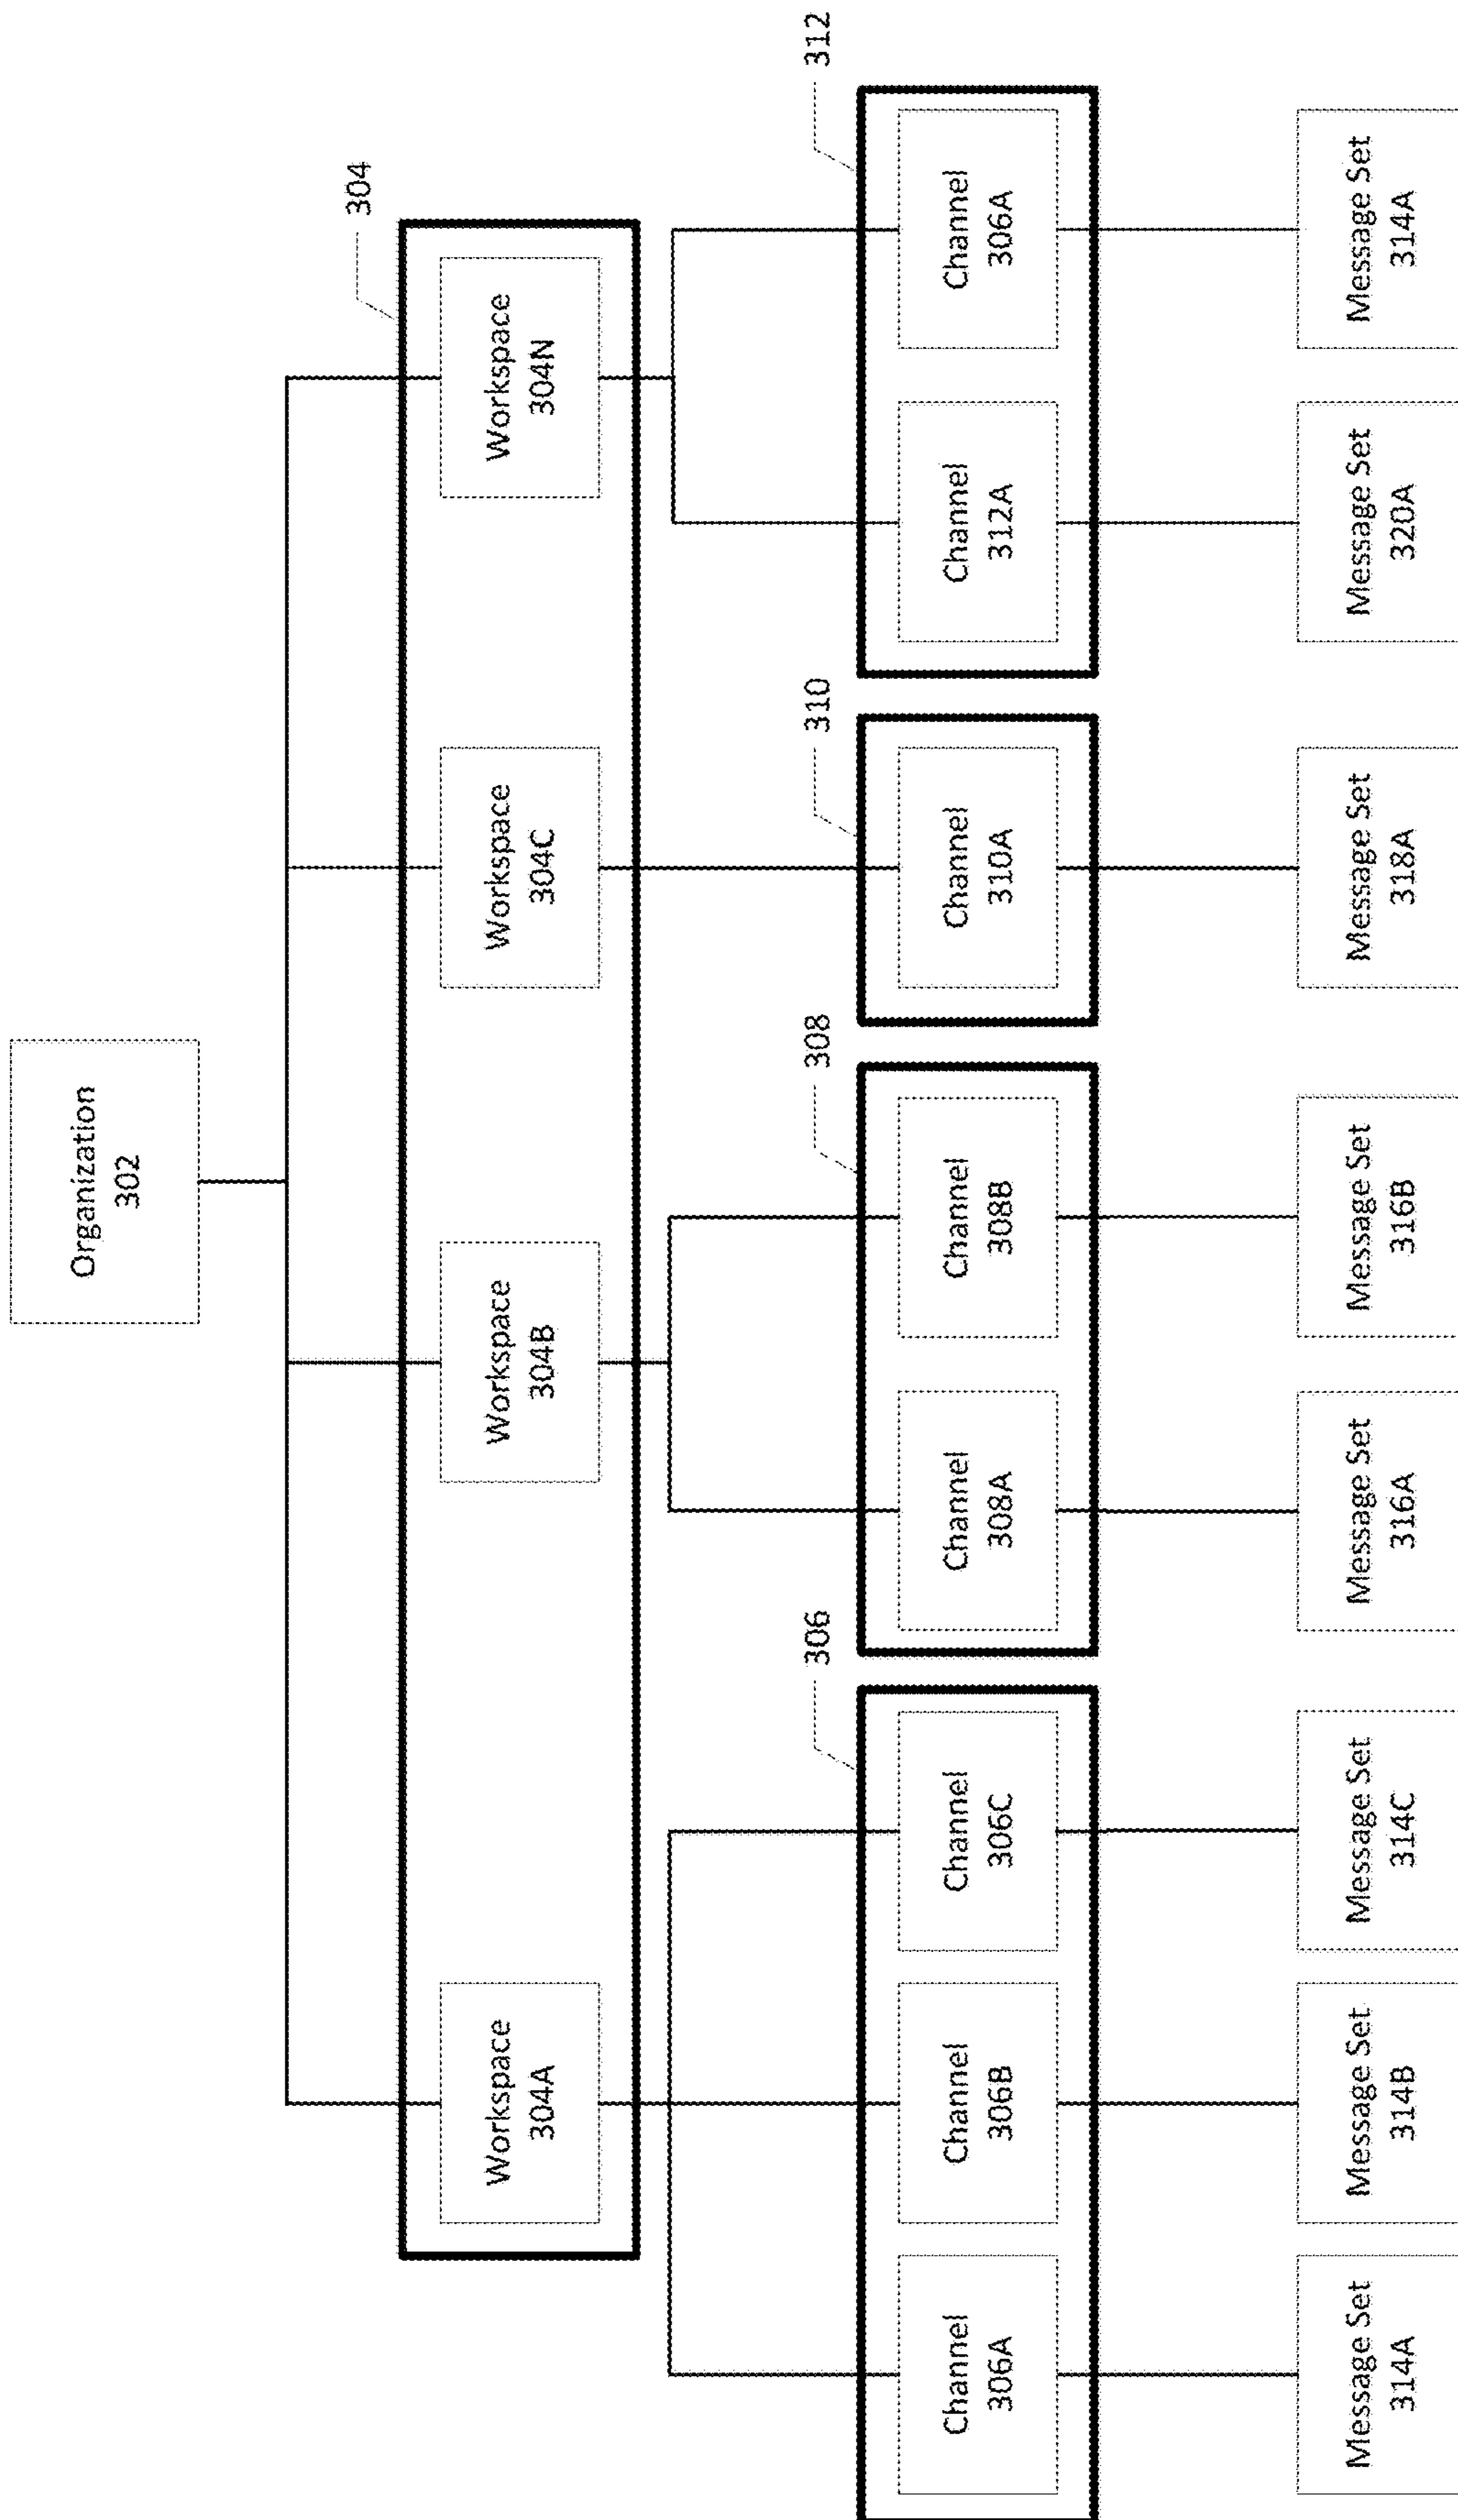 Organization
302
304
Workspace
304A
Workspace
304B
Workspace
304C
Workspace
304N
306
308
310
312
Channel
306A
Channel
306B
Channel
306C
Channel
308A
Channel
308B
Channel
310A
Channel
312A
Channel
306A
Message Set
314A
Message Set
314B
Message Set
314C
Message Set
316A
Message Set
316B
Message Set
318A
Message Set
320A
Message Set
314A